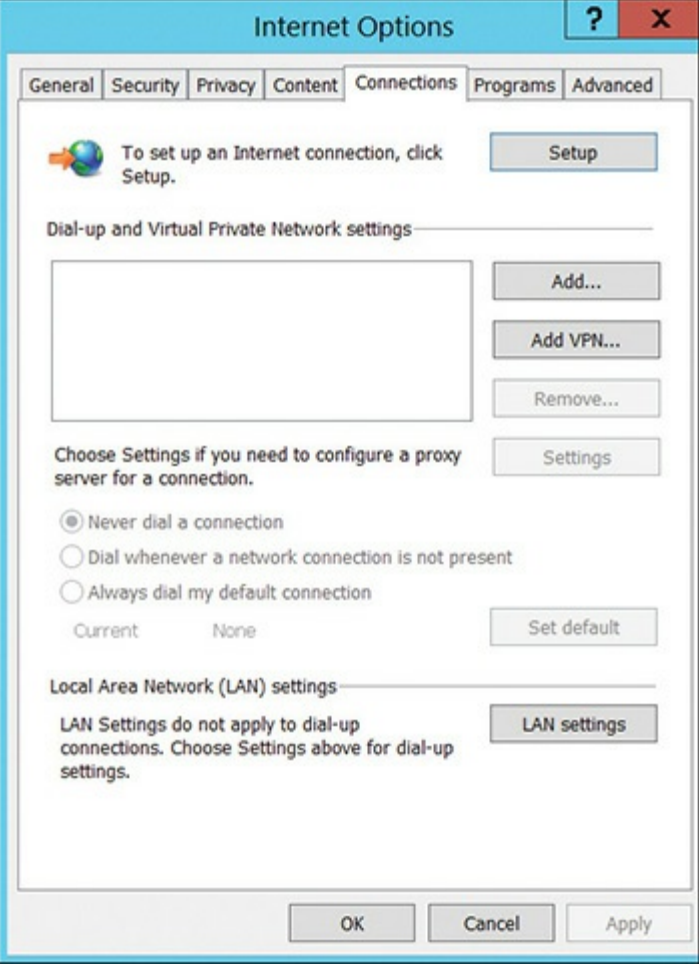 Internet Options
? X
General Security Privacy Content Connections Programs Advanced
To set up an Internet connection, click
Setup.
Setup
Dial-up and Virtual Private Network settings
Add...
Add VPN...
Remove...
Choose Settings if you need to configure a proxy
server for a connection.
Settings
Never dial a connection
Dial whenever a network connection is not present
Always dial my default connection
Current None
Set default
Local Area Network (LAN) settings
LAN Settings do not apply to dial-up
connections. Choose Settings above for dial-up
settings.
LAN settings
OK Cancel Apply